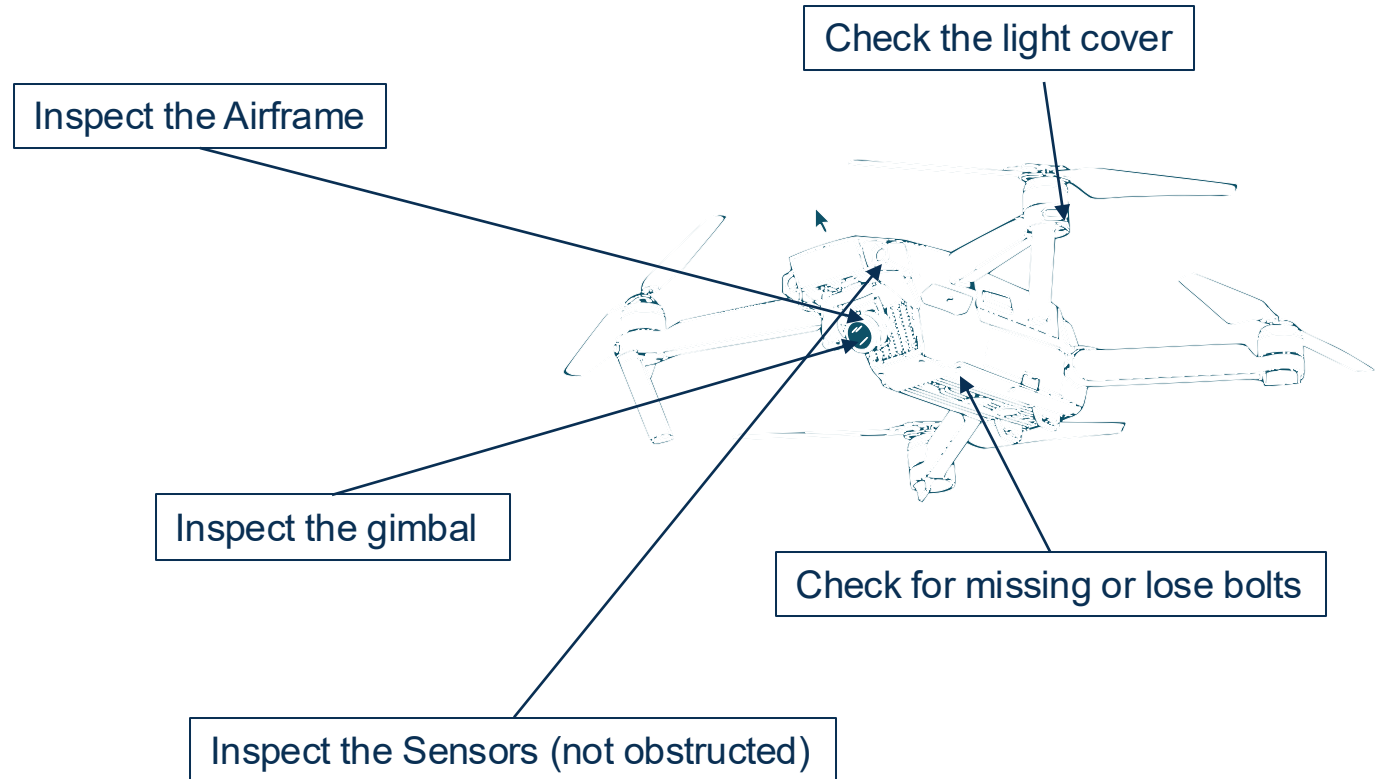 Check the light cover
Inspect the Airframe
Inspect the gimbal
Check for missing or lose bolts
Inspect the Sensors (not obstructed)